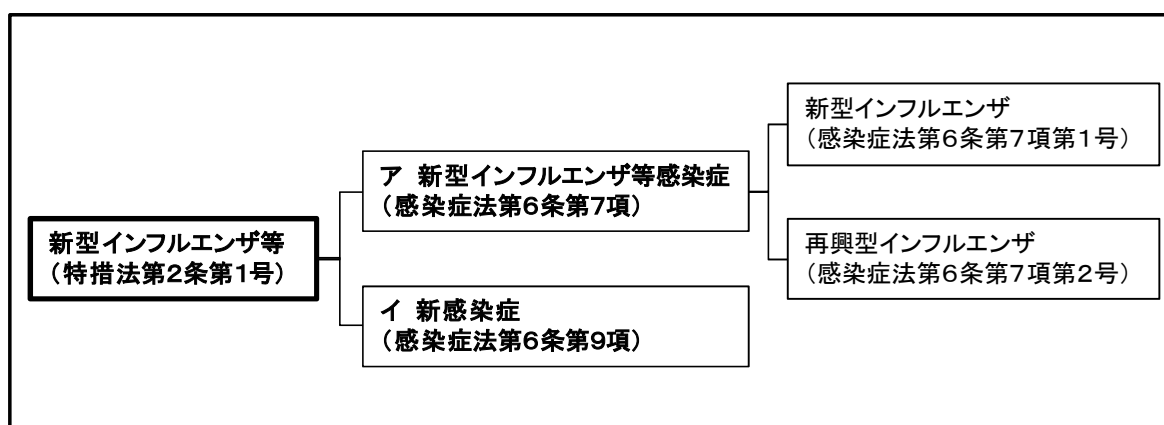 新型インフルエンザ等
（特措法第２条第１号）
ア 新型インフルエンザ等感染症
（感染症法第６条第７項）
イ 新感染症
（感染症法第６条第９項）
新型インフルエンザ
（感染症法第６条第７項第１号）
再興型インフルエンザ
（感染症法第６条第７項第２号）